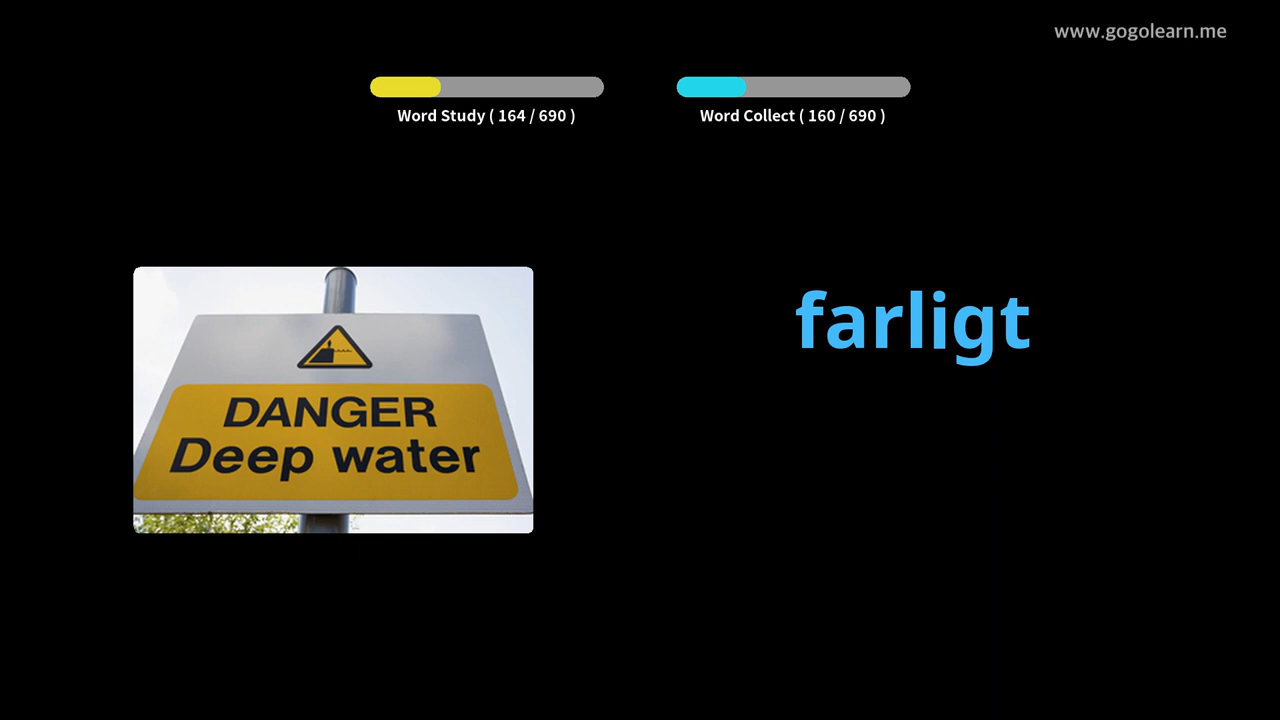 www.gogolearn.me
Word Study ( 164 / 690 )
Word Collect ( 160 / 690 )
DANGER
Deep water
farligt